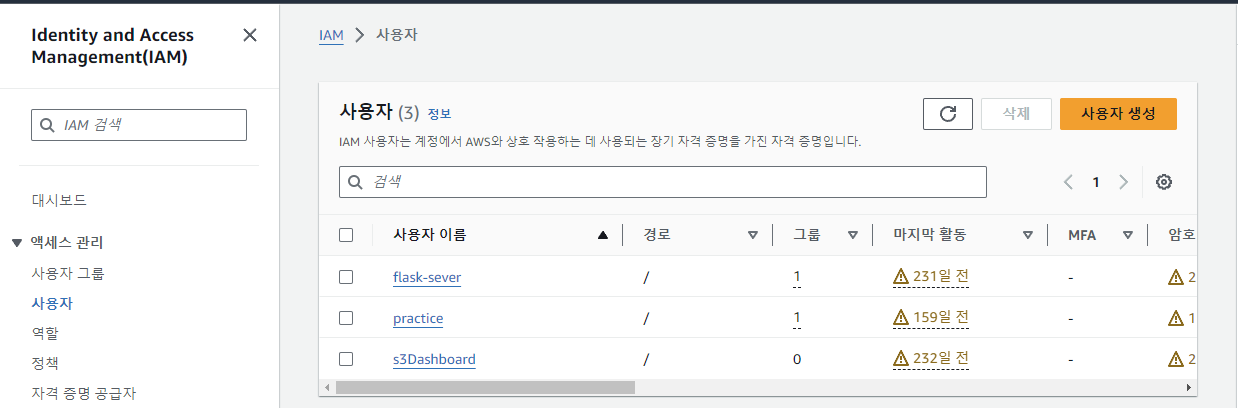 Identity and Access
Management(IAM)
IAM 검색
대시보드
액세스 관리
사용자 그룹
사용자
역할
정책
자격 증명 공급자
IAM > 사용자
사용자 (3) 정보
삭제
사용자 생성
IAM 사용자는 계정에서 AWS와 상호 작용하는 데 사용되는 장기 자격 증명을 가진 자격 증명입니다.
검색
1
사용자 이름 경로 그룹 마지막 활동 MFA 암호
flask-sever / 1 231일 전 - 2
practice / 1 159일 전 - 1
s3Dashboard / 0 232일 전 - 2